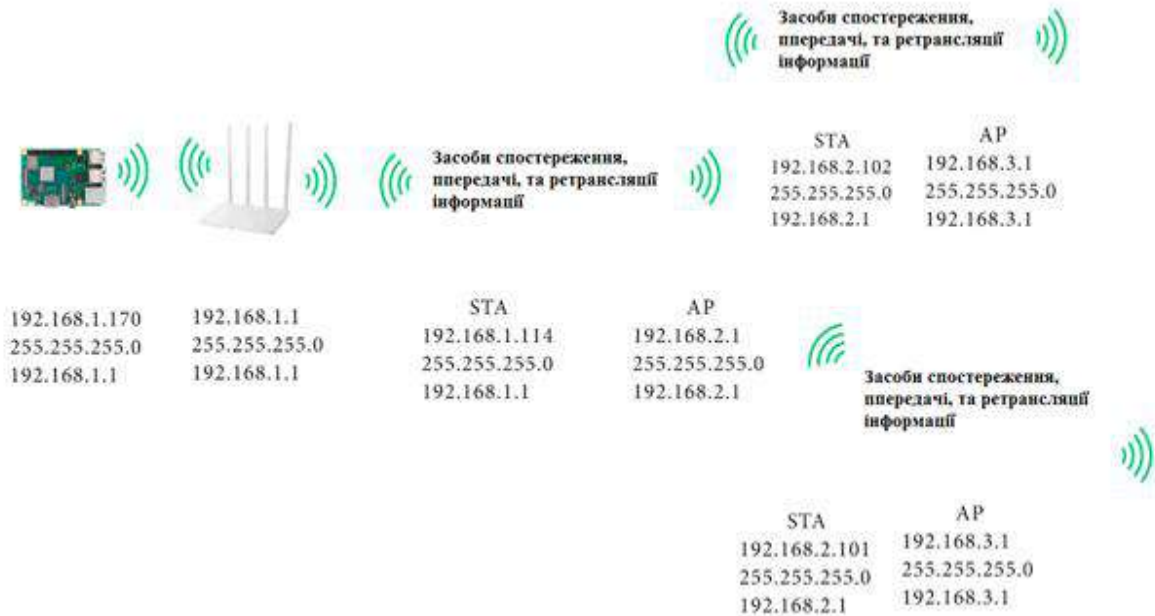 Засоби спостереження,
ппередачі, та ретрансляції
інформації
STA
192.168.2.102
255.255.255.0
192.168.2.1
AP
192.168.3.1
255.255.255.0
192.168.3.1
Засоби спостереження,
ппередачі, та ретрансляції
інформації
192.168.1.170
255.255.255.0
192.168.1.1
192.168.1.1
255.255.255.0
192.168.1.1
STA
192.168.1.114
255.255.255.0
192.168.1.1
AP
192.168.2.1
255.255.255.0
192.168.2.1
Засоби спостереження,
ппередачі, та ретрансляції
інформації
STA
192.168.2.101
255.255.255.0
192.168.2.1
AP
192.168.3.1
255.255.255.0
192.168.3.1